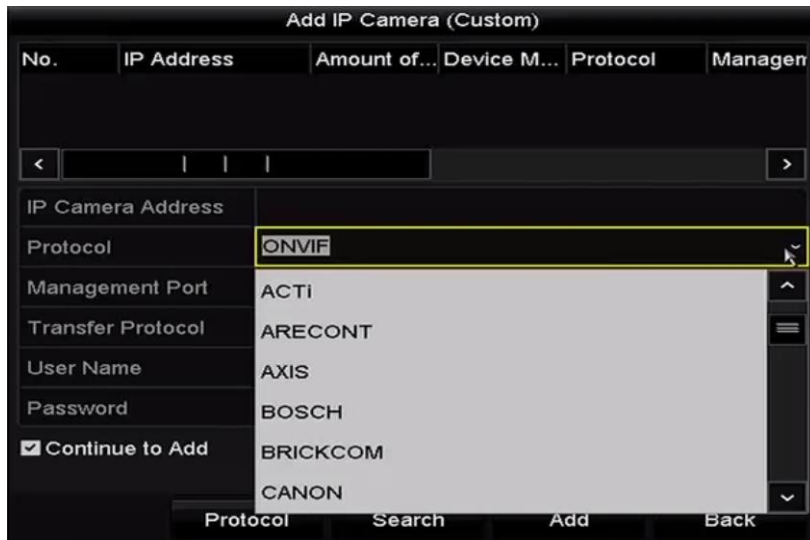 Add IP Camera (Custom)
No. IP Address Amount of... Device M... Protocol Managem
IP Camera Address
Protocol ONVIF
Management Port ACTi
Transfer Protocol ARECONT
User Name AXIS
Password BOSCH
Continue to Add BRICKCOM
CANON
Protocol Search Add Back